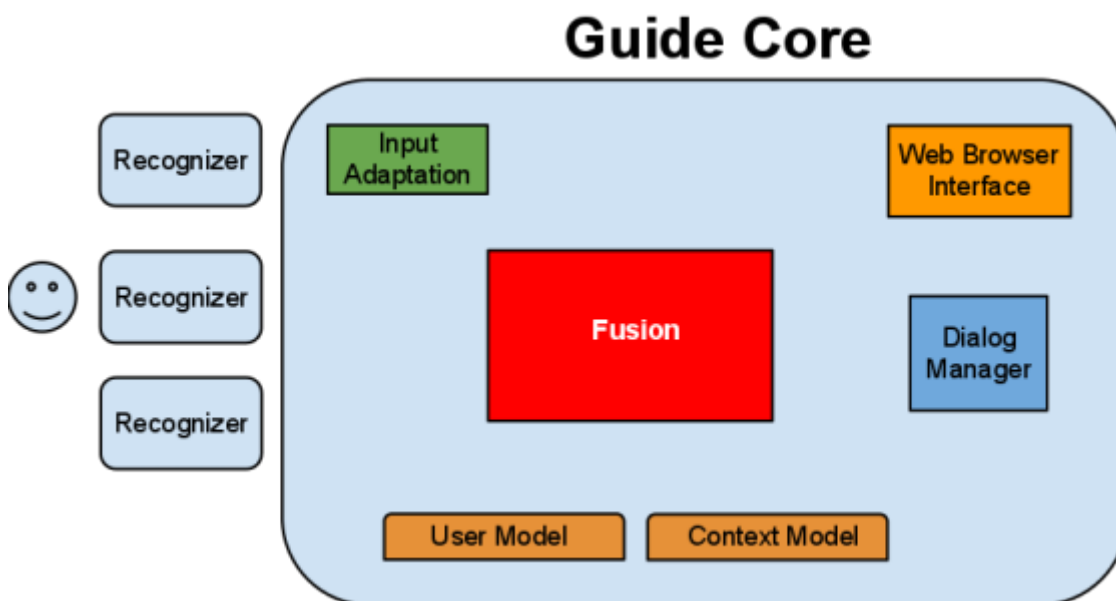 Guide Core
Recognizer
Input
Adaptation
Web Browser
Interface
Recognizer
Fusion
Dialog
Manager
Recognizer
User Model
Context Model